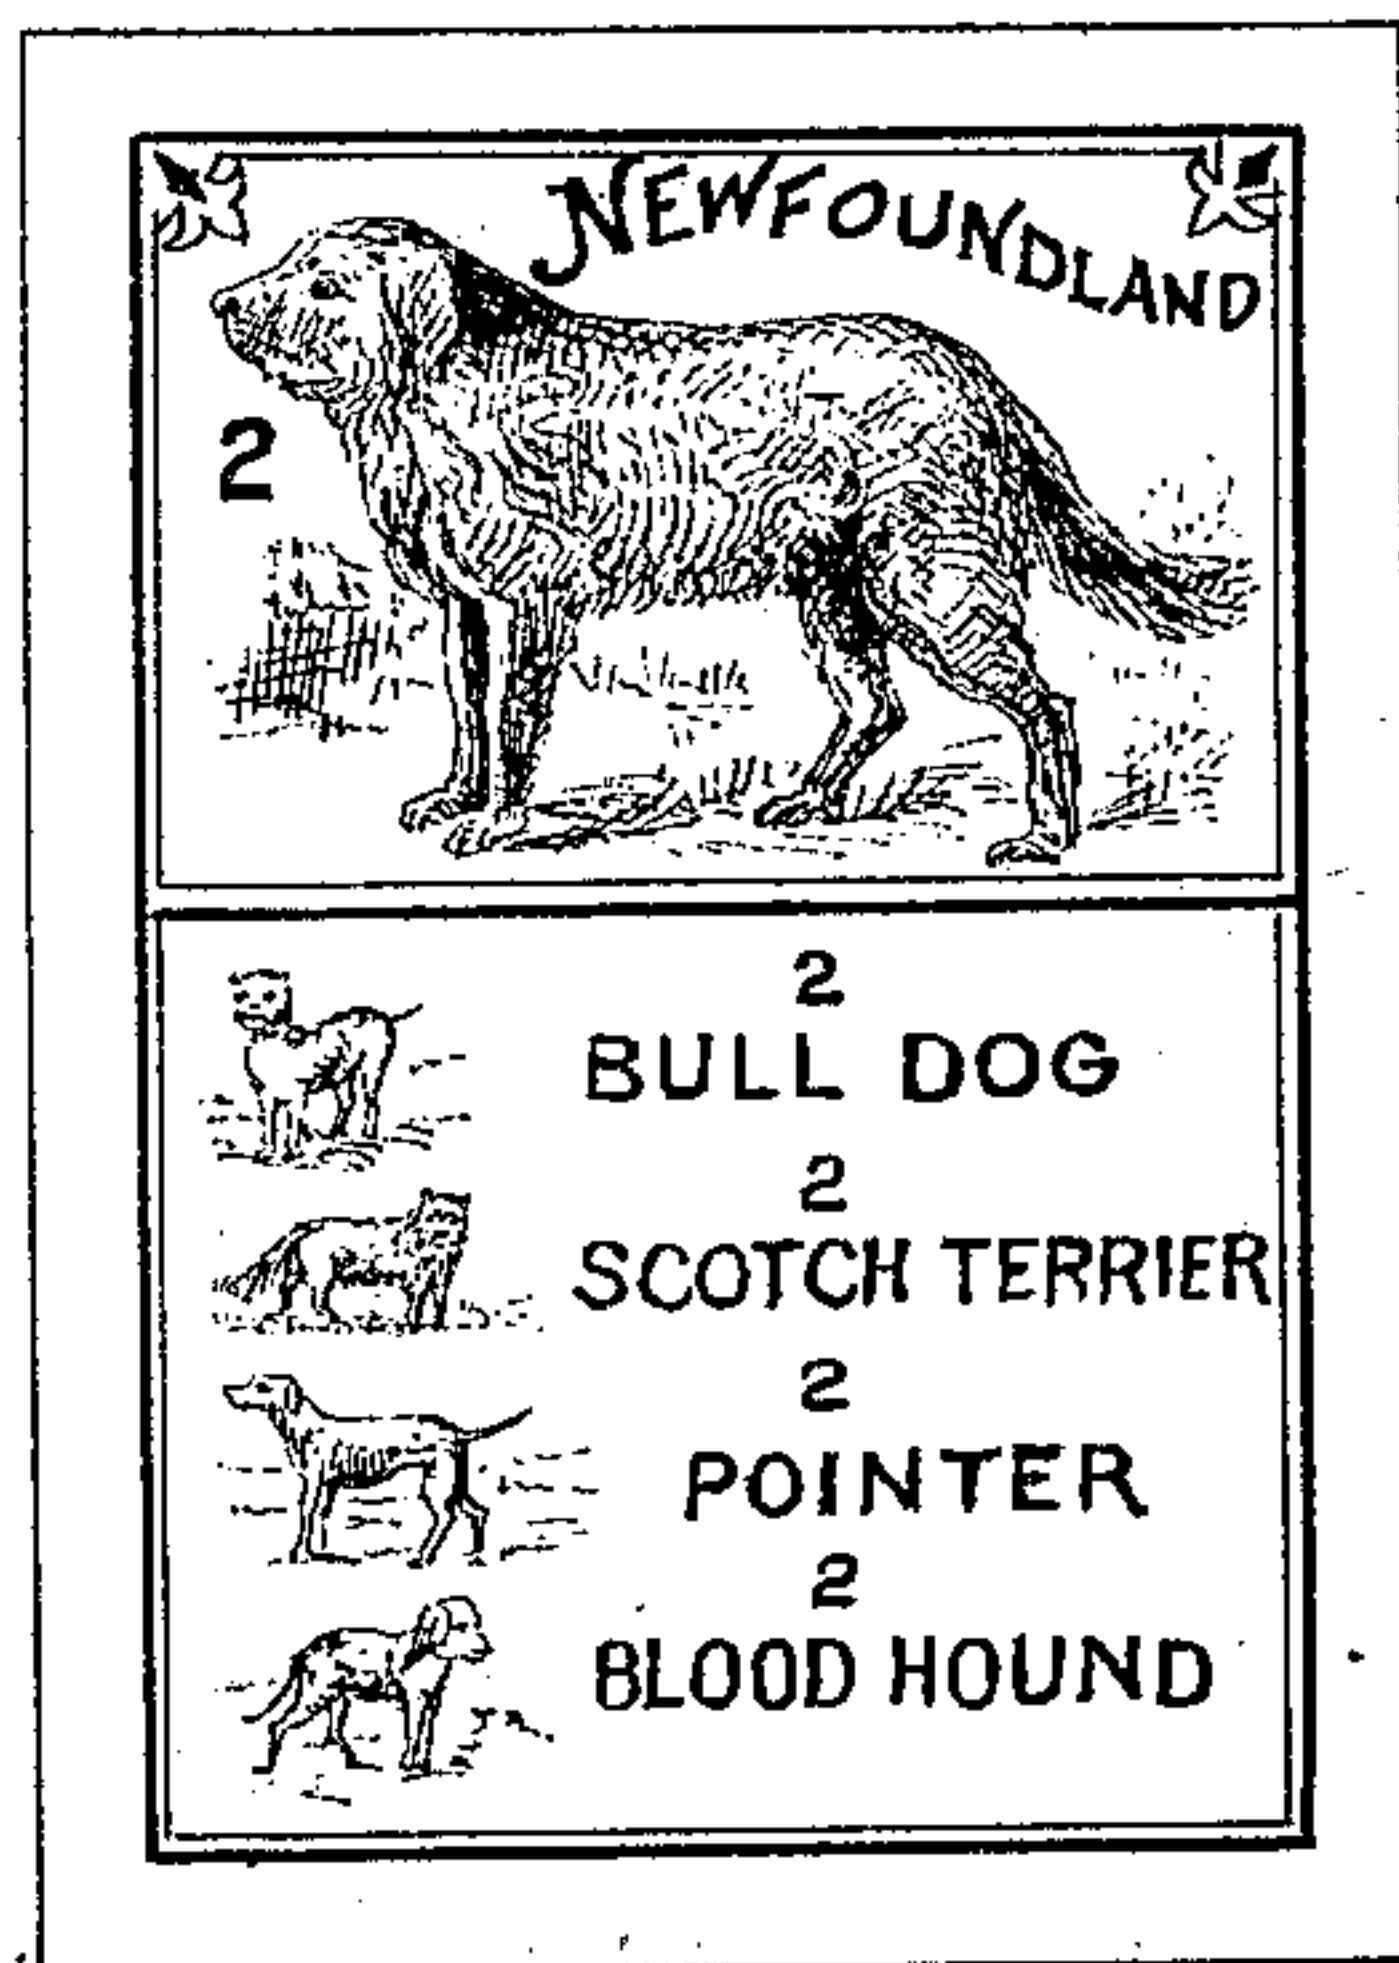 NEWFOUNDLAND
2
2
BULL DOG
2
SCOTCH TERRIER
2
POINTER
2
BLOOD HOUND